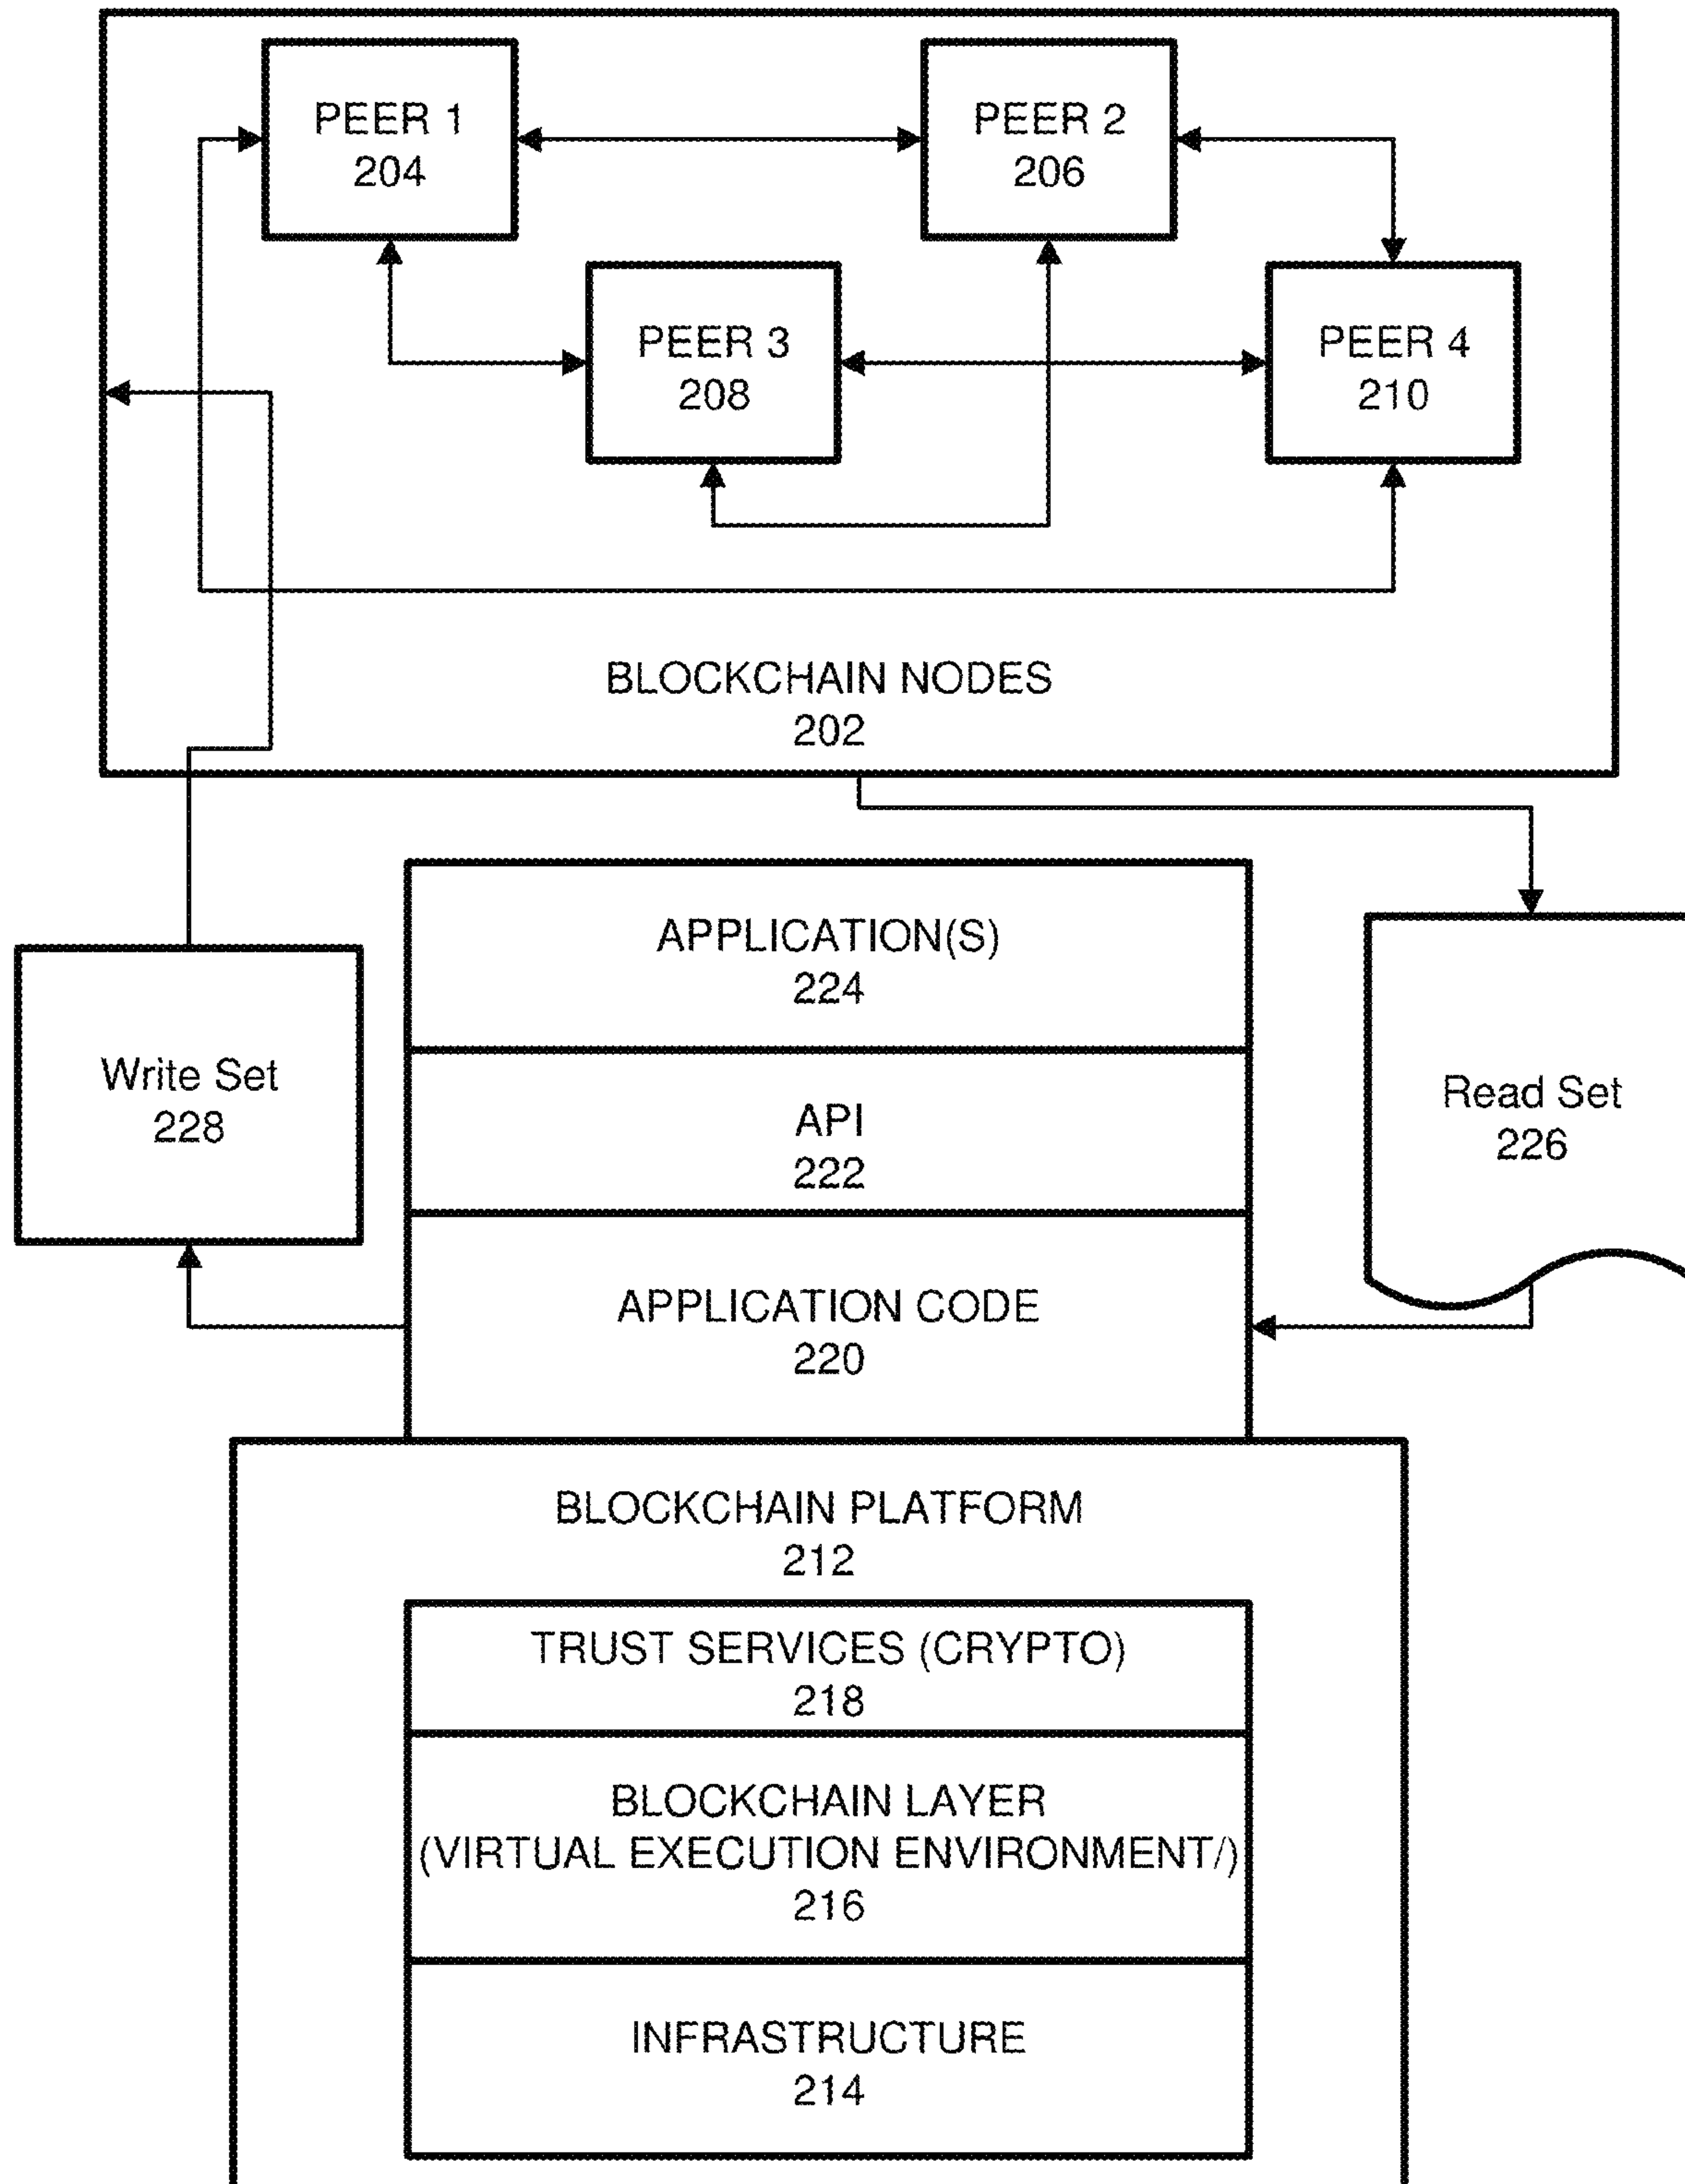 PEER 1
204
PEER 2
206
PEER 3
208
PEER 4
210
BLOCKCHAIN NODES
202
APPLICATION(S)
224
Write Set
228
API
222
Read Set
226
APPLICATION CODE
220
BLOCKCHAIN PLATFORM
212
TRUST SERVICES (CRYPTO)
218
BLOCKCHAIN LAYER
(VIRTUAL EXECUTION ENVIRONMENT/)
216
INFRASTRUCTURE
214